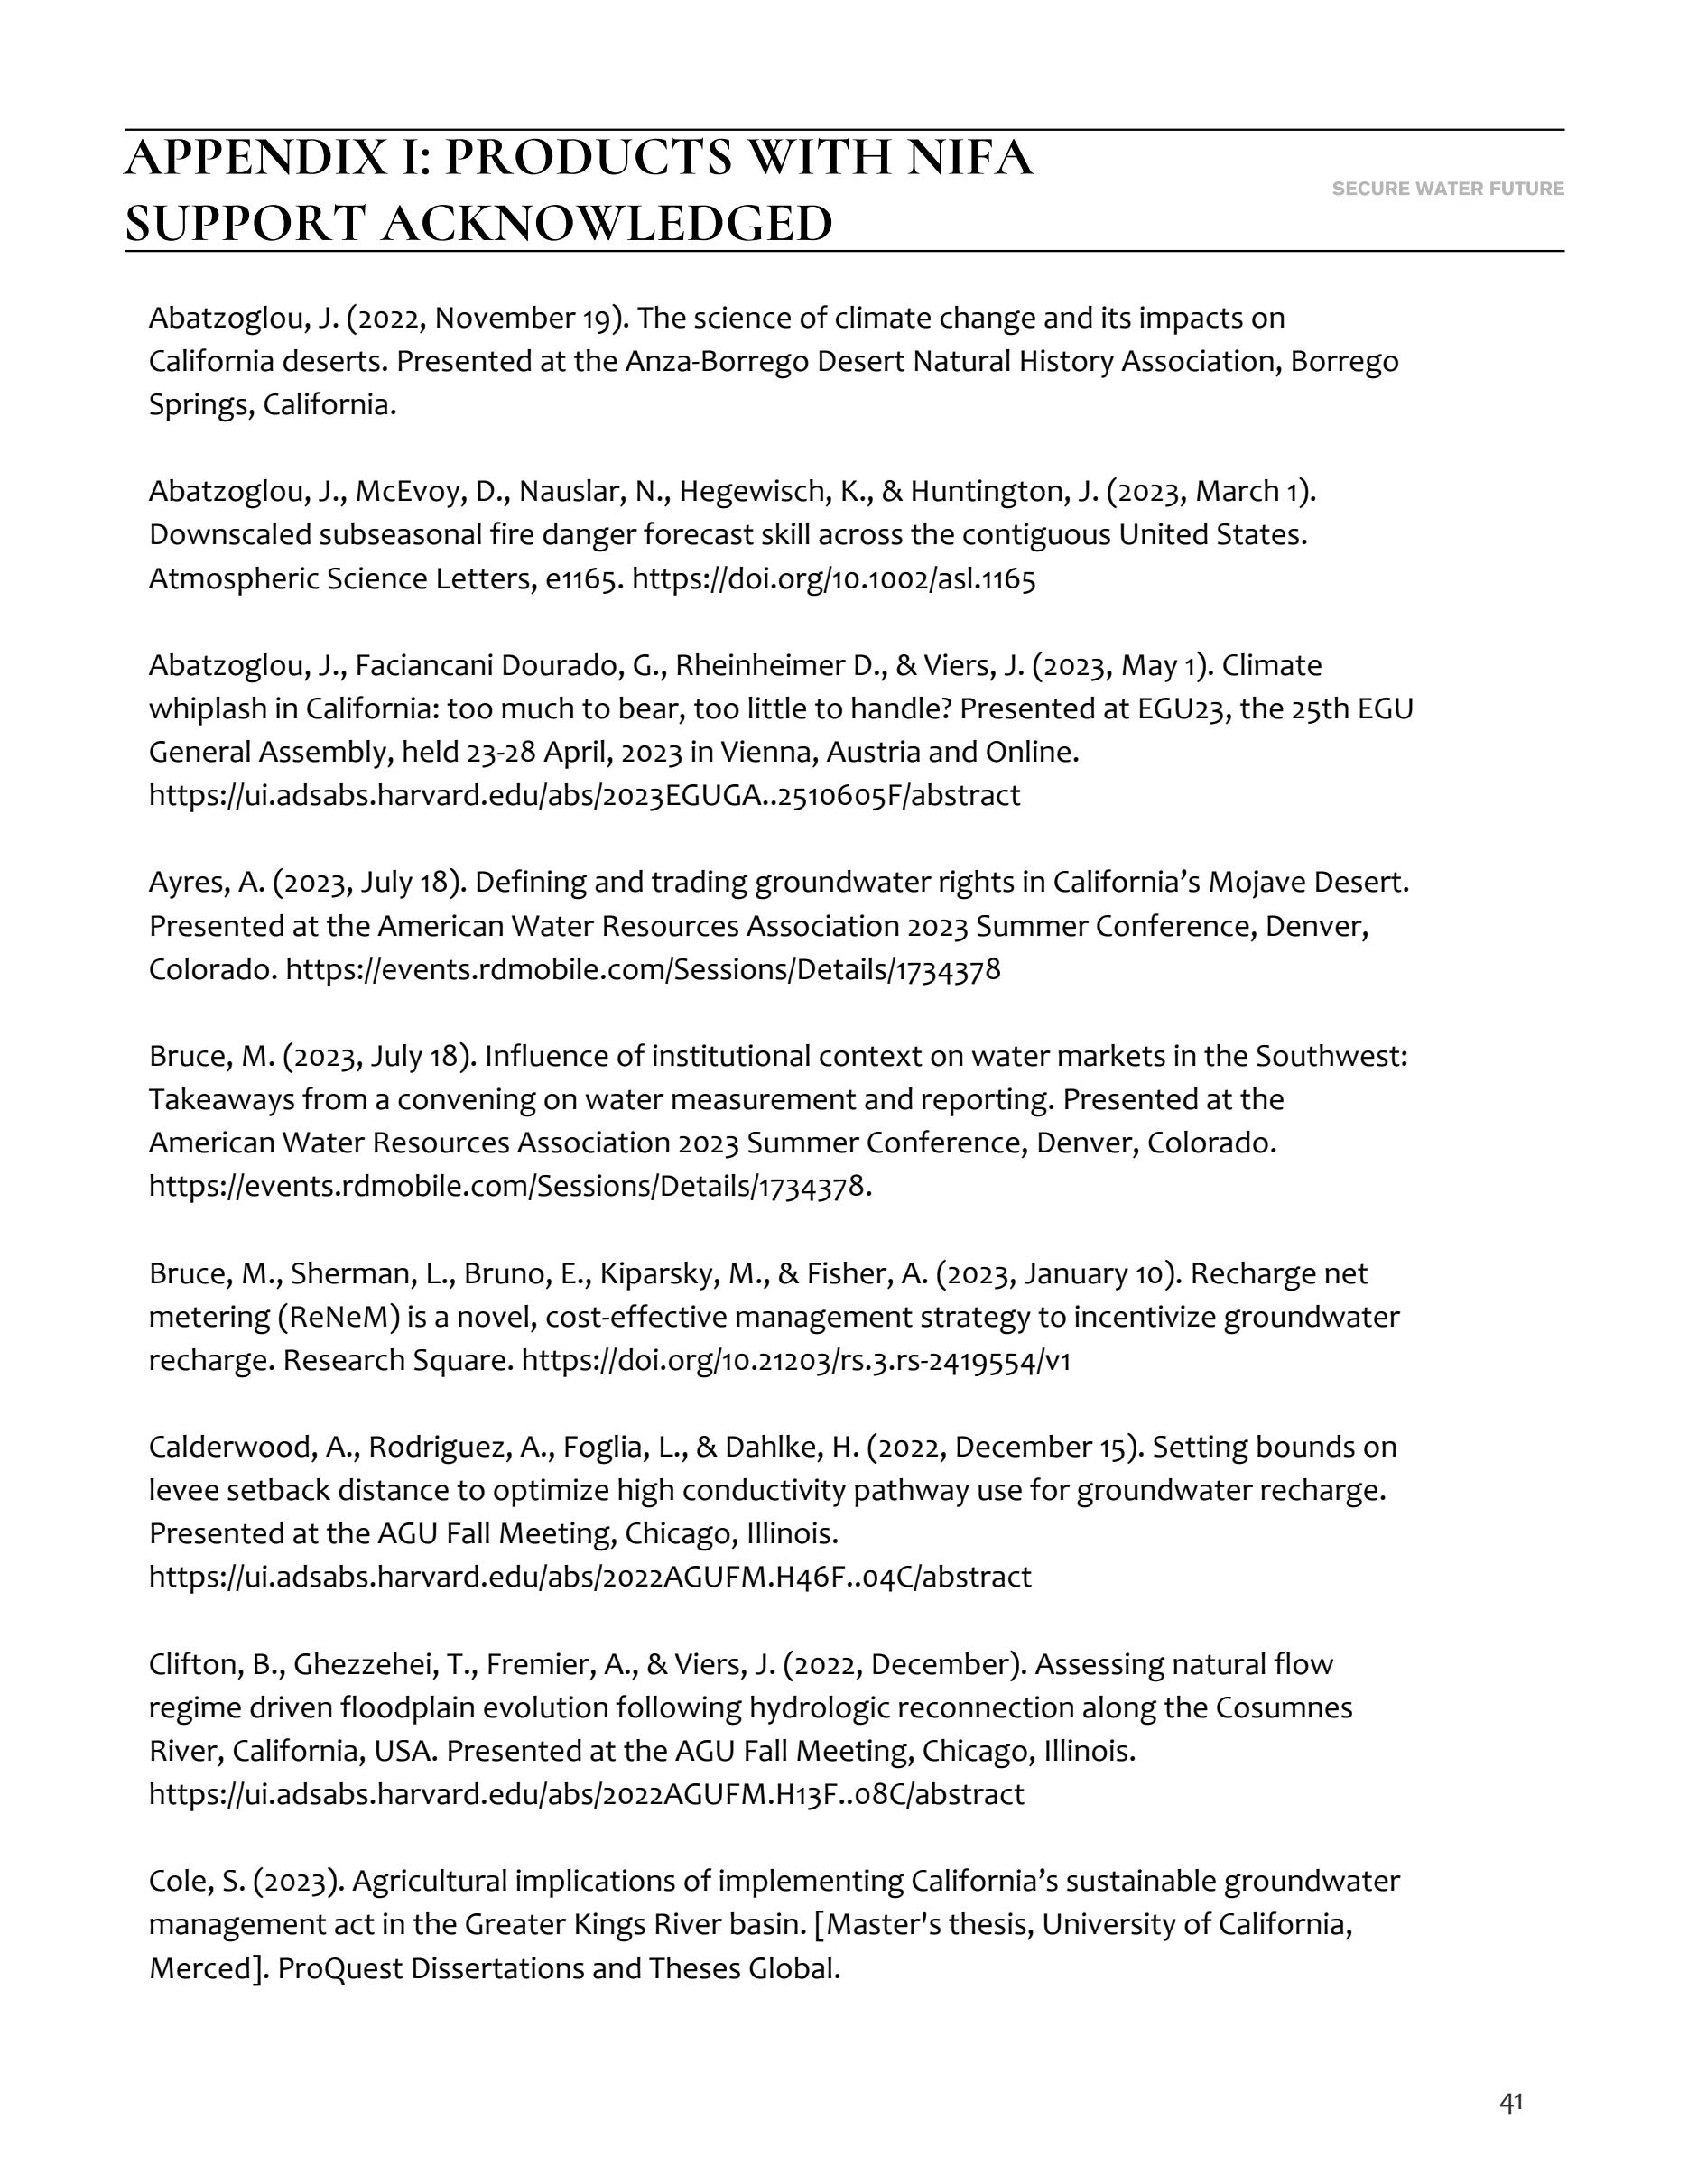 APPENDIX I: PRODUCTS WITH NIFA
SUPPORT ACKNOWLEDGED
SECURE WATER FUTURE
Abatzoglou, J. (2022, November 19). The science of climate change and its impacts on
California deserts. Presented at the Anza-Borrego Desert Natural History Association, Borrego
Springs, California.
Abatzoglou, J., McEvoy, D., Nauslar, N., Hegewisch, K., & Huntington, J. (2023, March 1).
Downscaled subseasonal fire danger forecast skill across the contiguous United States.
Atmospheric Science Letters, e1165. https://doi.org/10.1002/asl.1165
Abatzoglou, J., Faciancani Dourado, G., Rheinheimer D., & Viers, J. (2023, May 1). Climate
whiplash in California: too much to bear, too little to handle? Presented at EGU23, the 25th EGU
General Assembly, held 23-28 April, 2023 in Vienna, Austria and Online.
https://ui.adsabs.harvard.edu/abs/2023EGUGA..2510605F/abstract
Ayres, A. (2023, July 18). Defining and trading groundwater rights in California’s Mojave Desert.
Presented at the American Water Resources Association 2023 Summer Conference, Denver,
Colorado. https://events.rdmobile.com/Sessions/Details/1734378
Bruce, M. (2023, July 18). Influence of institutional context on water markets in the Southwest:
Takeaways from a convening on water measurement and reporting. Presented at the
American Water Resources Association 2023 Summer Conference, Denver, Colorado.
https://events.rdmobile.com/Sessions/Details/1734378.
Bruce, M., Sherman, L., Bruno, E., Kiparsky, M., & Fisher, A. (2023, January 10). Recharge net
metering (ReNeM) is a novel, cost-effective management strategy to incentivize groundwater
recharge. Research Square. https://doi.org/10.21203/rs.3.rs-2419554/v1
Calderwood, A., Rodriguez, A., Foglia, L., & Dahlke, H. (2022, December 15). Setting bounds on
levee setback distance to optimize high conductivity pathway use for groundwater recharge.
Presented at the AGU Fall Meeting, Chicago, Illinois.
https://ui.adsabs.harvard.edu/abs/2022AGUFM.H46F..04C/abstract
Clifton, B., Ghezzehei, T., Fremier, A., & Viers, J. (2022, December). Assessing natural flow
regime driven floodplain evolution following hydrologic reconnection along the Cosumnes
River, California, USA. Presented at the AGU Fall Meeting, Chicago, Illinois.
https://ui.adsabs.harvard.edu/abs/2022AGUFM.H13F..08C/abstract
Cole, S. (2023). Agricultural implications of implementing California’s sustainable groundwater
management act in the Greater Kings River basin. [Master's thesis, University of California,
Merced]. ProQuest Dissertations and Theses Global.
41